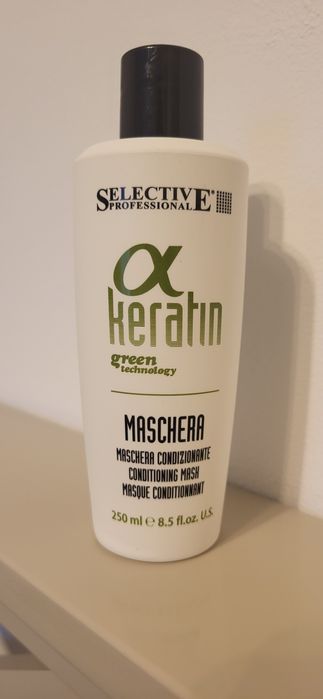 SELECTIVE
PROFESSIONAL
α
keratin
green
technology
MASCHERA
MASCHERA CONDIZIONANTE
CONDITIONING MASK
MASQUE CONDITIONNANT
250 ml ℮ 8.5 fl.oz. U.S.